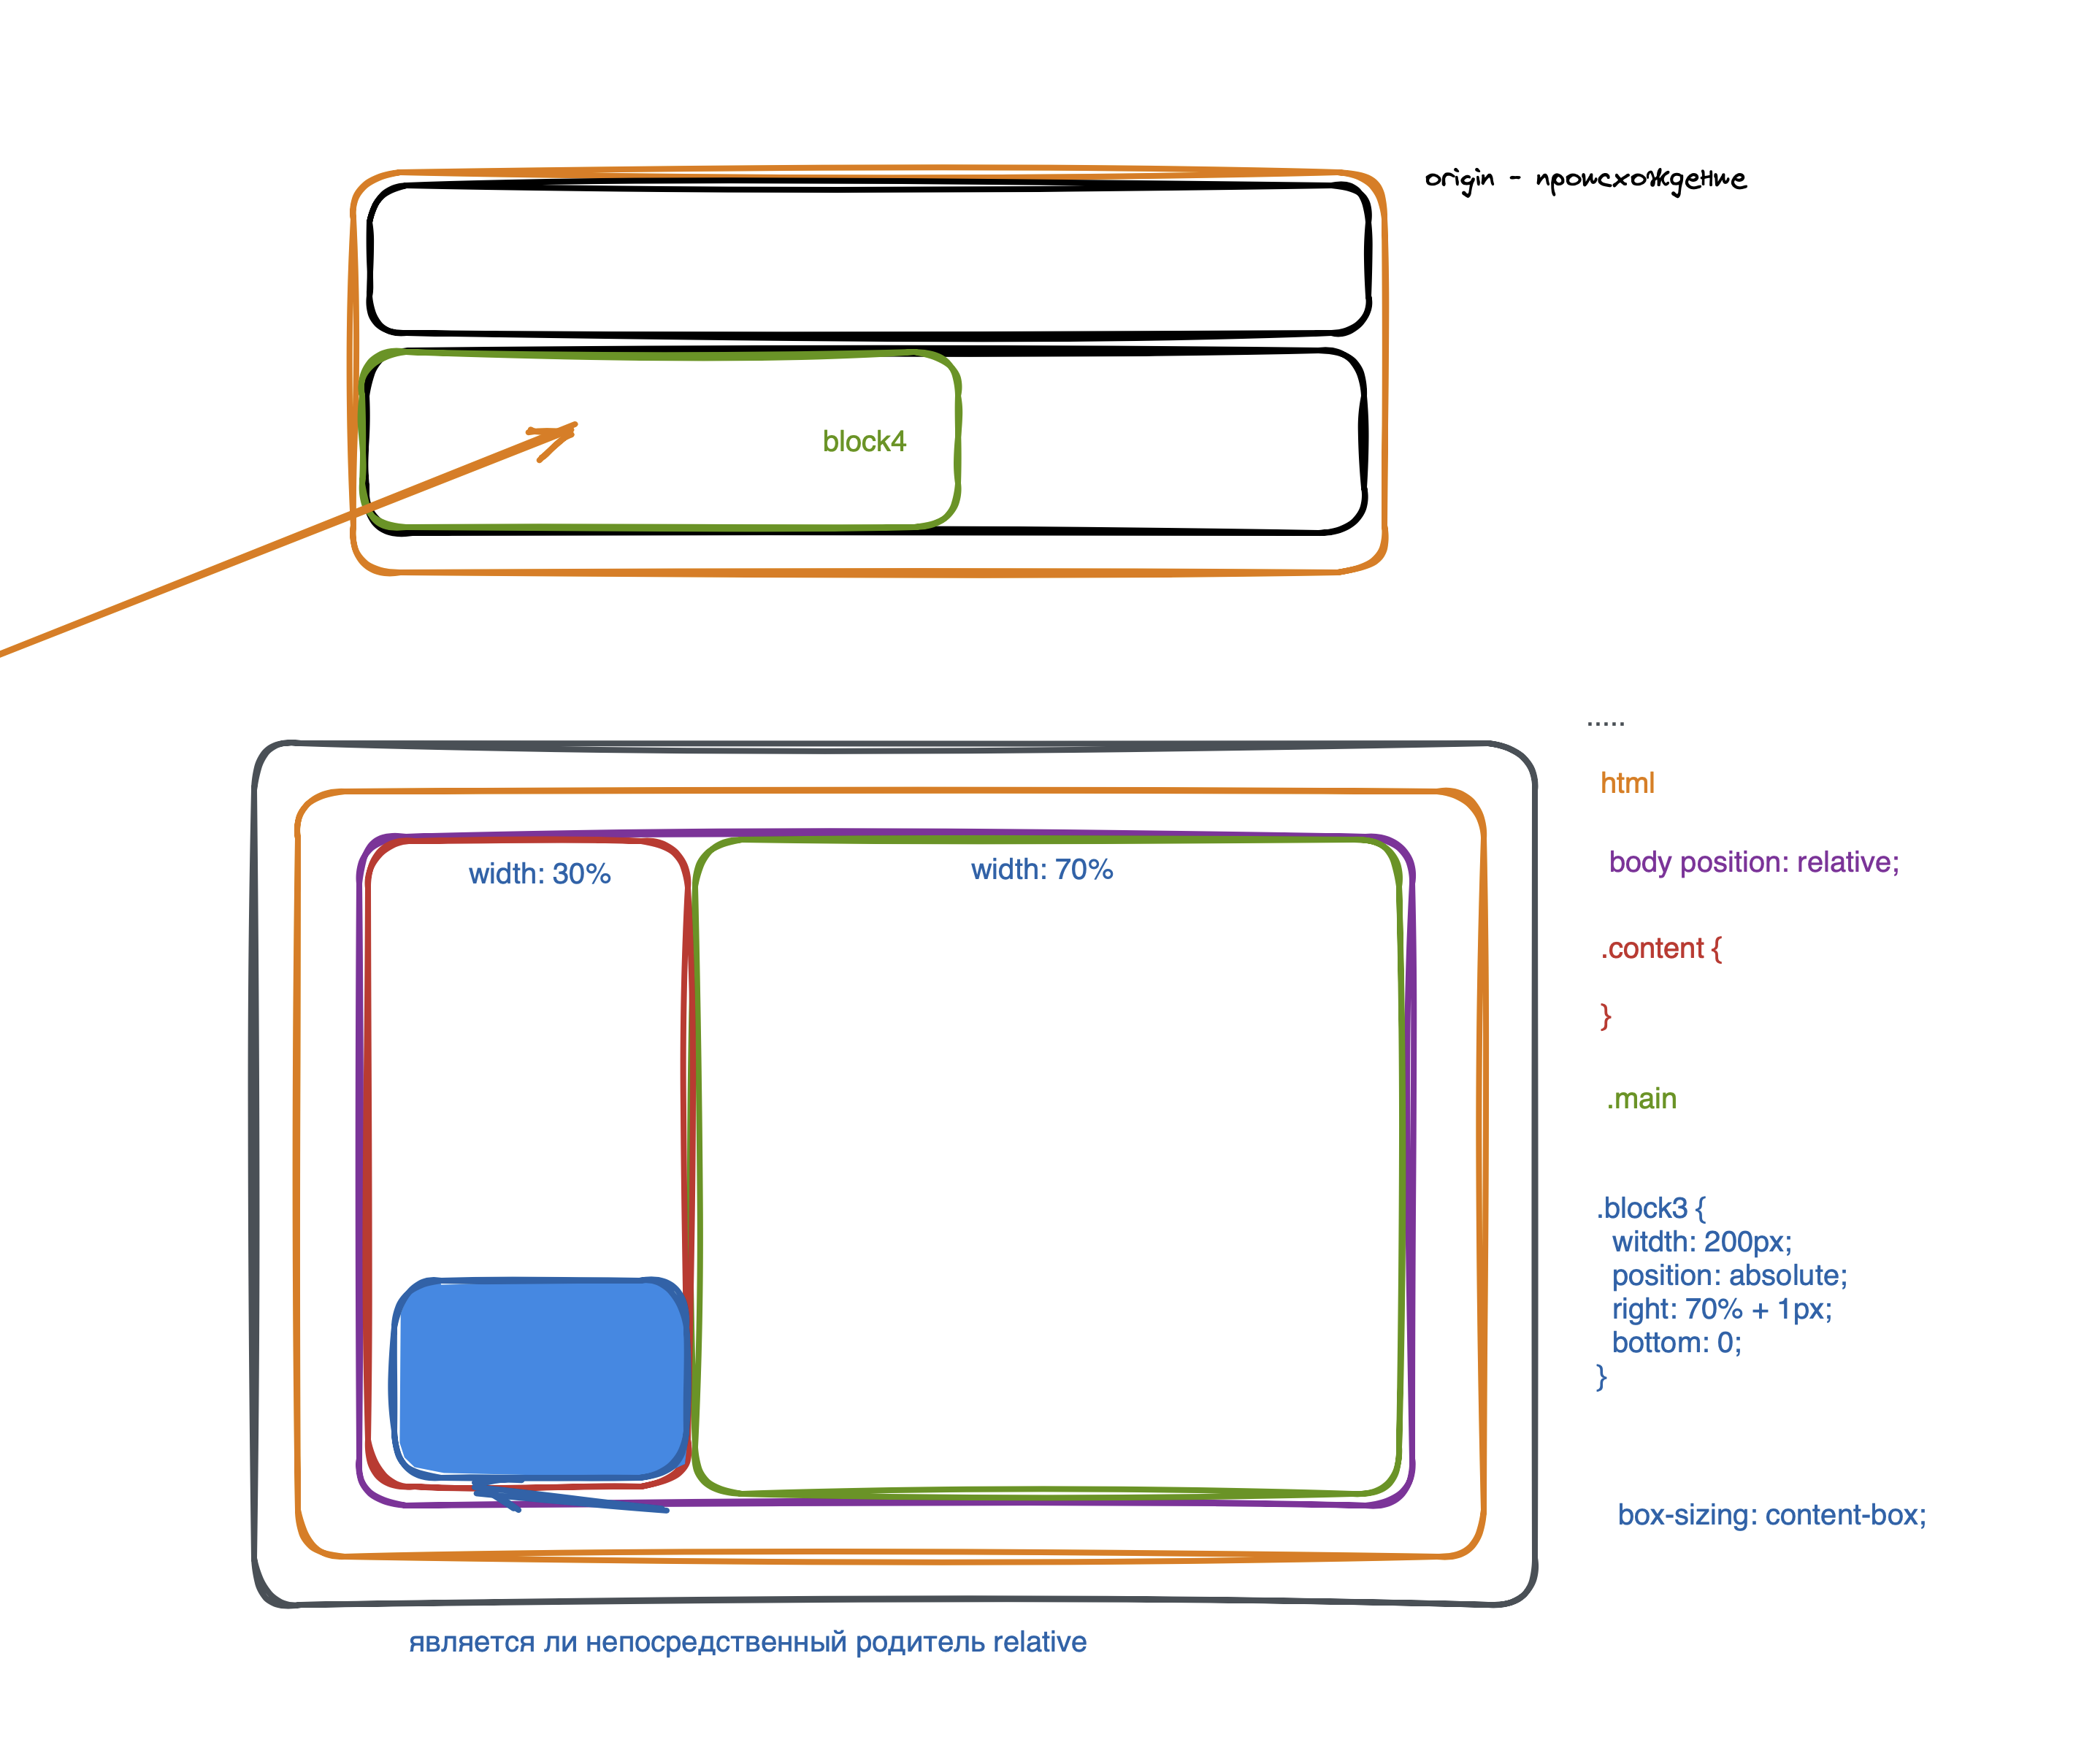 origin - происхождение
block4
.....
html
width: 30%
width: 70%
body position: relative;
.content {
}
.main
.block3 {
witdth: 200px;
position: absolute;
right: 70% + 1px;
bottom: 0;
}
box-sizing: content-box;
является ли непосредственный родитель relative